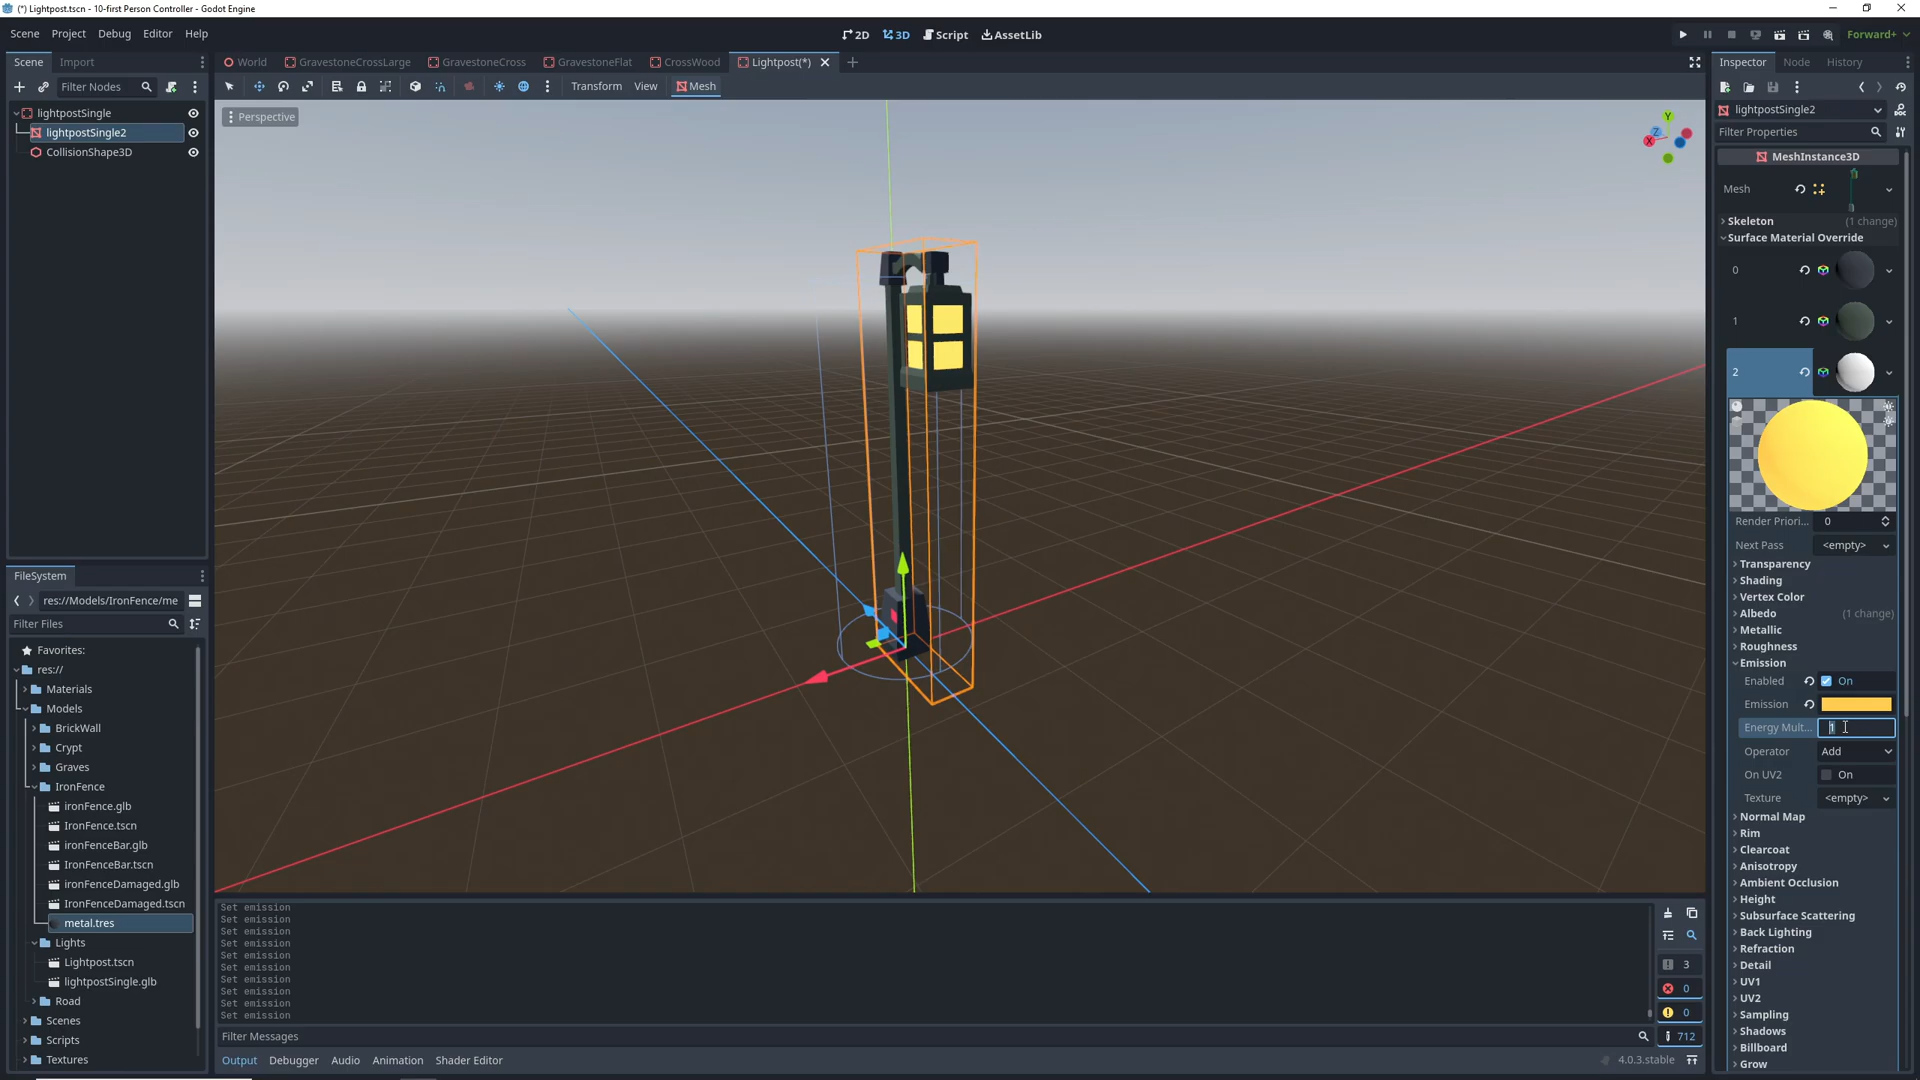 (*) Lightpost.tscn - 10-first Person Controller - Godot Engine
Scene Project Debug Editor Help
2D 3D Script AssetLib
Forward+
Scene Import
World GravestoneCrossLarge GravestoneCross GravestoneFlat CrossWood Lightpost(*)
Inspector Node History
Filter Nodes
Transform View Mesh
lightpostSingle
lightpostSingle2
CollisionShape3D
Perspective
Y
Z
X
lightpostSingle2
Filter Properties
MeshInstance3D
Mesh
Skeleton (1 change)
Surface Material Override
0
1
2
Render Priori... 0
Next Pass <empty>
Transparency
Shading
Vertex Color
Albedo (1 change)
Metallic
Roughness
Emission
Enabled On
Emission
Energy Mult... 1
Operator Add
On UV2 On
Texture <empty>
Normal Map
Rim
Clearcoat
Anisotropy
Ambient Occlusion
Height
Subsurface Scattering
Back Lighting
Refraction
Detail
UV1
UV2
Sampling
Shadows
Billboard
Grow
FileSystem
res://Models/IronFence/me
Filter Files
Favorites:
res://
Materials
Models
BrickWall
Crypt
Graves
IronFence
ironFence.glb
IronFence.tscn
ironFenceBar.glb
IronFenceBar.tscn
ironFenceDamaged.glb
IronFenceDamaged.tscn
metal.tres
Lights
Lightpost.tscn
lightpostSingle.glb
Road
Scenes
Scripts
Textures
Set emission
Set emission
Set emission
Set emission
Set emission
Set emission
Set emission
Set emission
Set emission
Set emission
3
0
0
712
Filter Messages
Output Debugger Audio Animation Shader Editor
4.0.3.stable